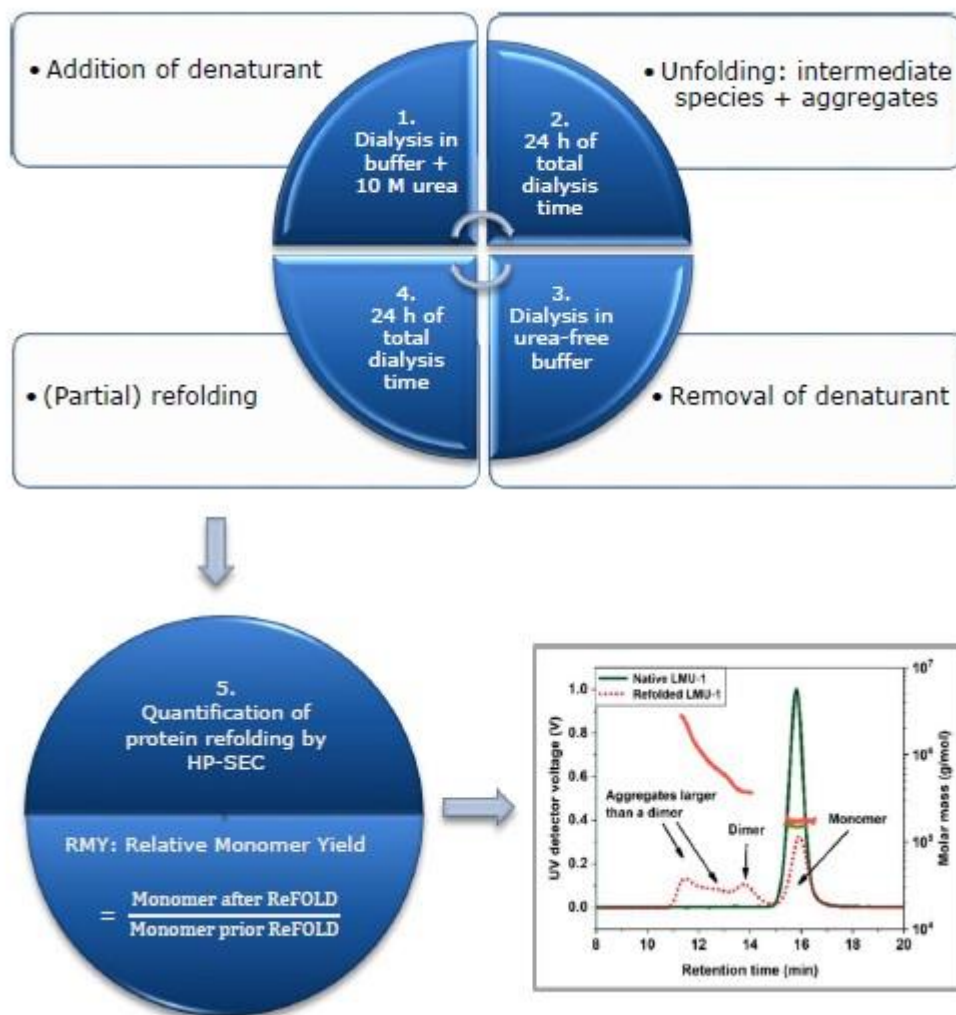 • Addition of denaturant
1.
Dialysis in
buffer +
10 M urea
2.
24 h of
total
dialysis
time
• Unfolding: intermediate
species + aggregates
4.
24 h of
total
dialysis
time
3.
Dialysis in
urea-free
buffer
• (Partial) refolding
• Removal of denaturant
5.
Quantification of
protein refolding by
HP-SEC
RMY: Relative Monomer Yield
= Monomer after ReFOLD
Monomer prior ReFOLD
Native LMU-1
Refolded LMU-1
UV detector voltage (V)
1.0
0.8
0.6
0.4
0.2
0.0
Aggregates larger
than a dimer
Dimer
Monomer
10⁷
10⁶
10⁵
10⁴
Molar mass (g/mol)
8 10 12 14 16 18 20
Retention time (min)